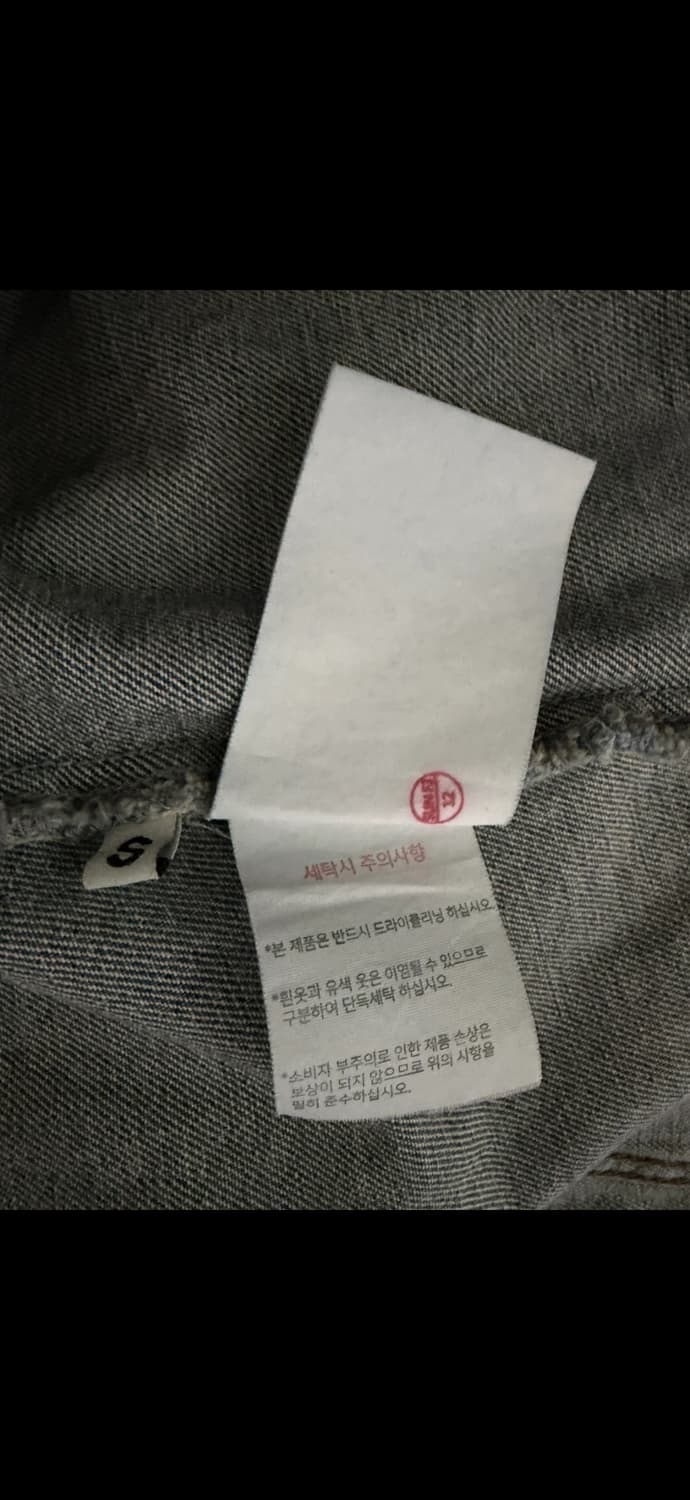 12
S
세탁시 주의사항
*본 제품은 반드시 드라이클리닝 하십시오.
*흰옷과 유색 옷은 이염될 수 있으므로
구분하여 단독세탁 하십시오.
*소비자 부주의로 인한 제품 손상은
보상이 되지 않으므로 위의 사항을
필히 준수하십시오.